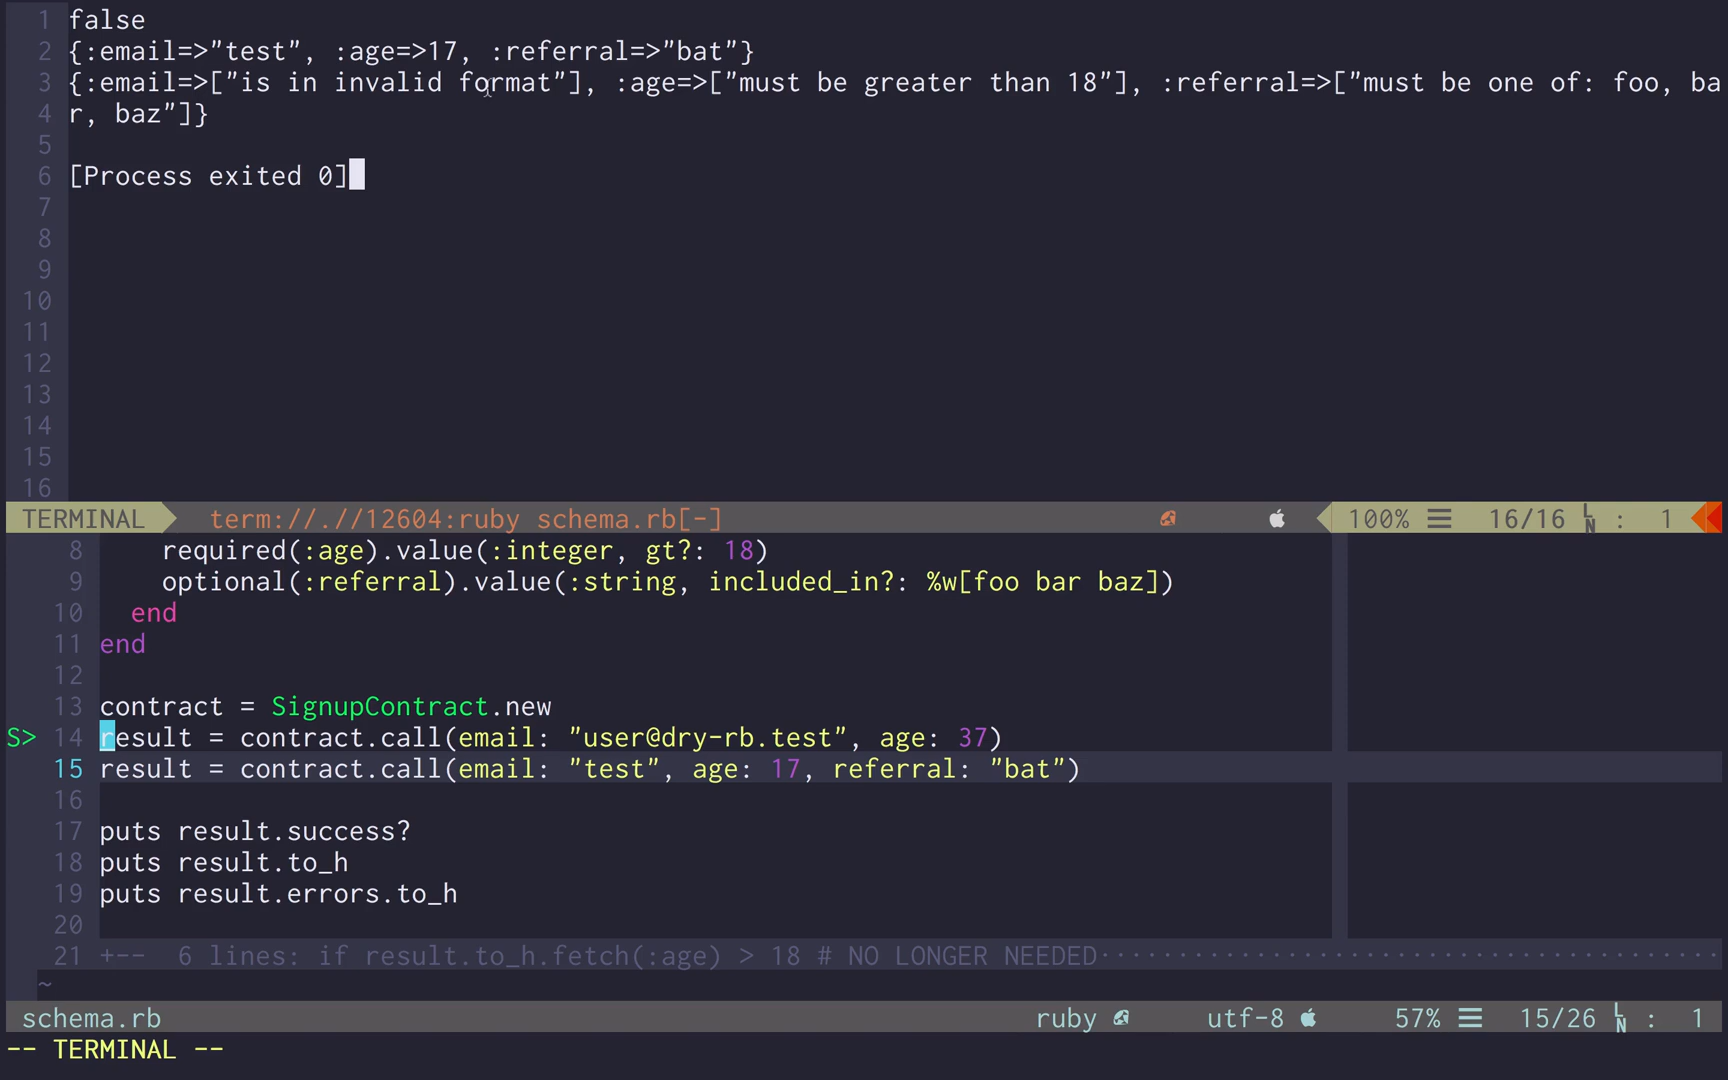 1 false
2 {:email=>"test", :age=>17, :referral=>"bat"}
3 {:email=>["is in invalid format"], :age=>["must be greater than 18"], :referral=>["must be one of: foo, ba
4 r, baz"]}
5
6 [Process exited 0]
7
8
9
10
11
12
13
14
15
16
TERMINAL term://.//12604:ruby schema.rb[-] 100% ☰ 16/16 LN : 1
8 required(:age).value(:integer, gt?: 18)
9 optional(:referral).value(:string, included_in?: %w[foo bar baz])
10 end
11 end
12
13 contract = SignupContract.new
S> 14 result = contract.call(email: "user@dry-rb.test", age: 37)
15 result = contract.call(email: "test", age: 17, referral: "bat")
16
17 puts result.success?
18 puts result.to_h
19 puts result.errors.to_h
20
21 +-- 6 lines: if result.to_h.fetch(:age) > 18 # NO LONGER NEEDED··········································
~
schema.rb ruby utf-8 57% ☰ 15/26 LN : 1
-- TERMINAL --